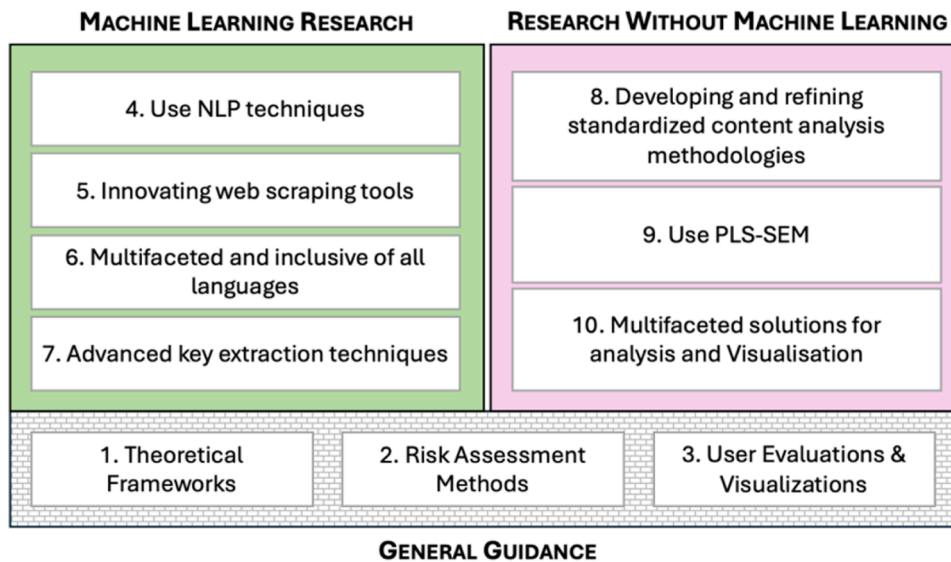 MACHINE LEARNING RESEARCH
RESEARCH WITHOUT MACHINE LEARNING
4. Use NLP techniques
5. Innovating web scraping tools
6. Multifaceted and inclusive of all
languages
7. Advanced key extraction techniques
8. Developing and refining
standardized content analysis
methodologies
9. Use PLS-SEM
10. Multifaceted solutions for
analysis and Visualisation
1. Theoretical
Frameworks
2. Risk Assessment
Methods
3. User Evaluations &
Visualizations
GENERAL GUIDANCE